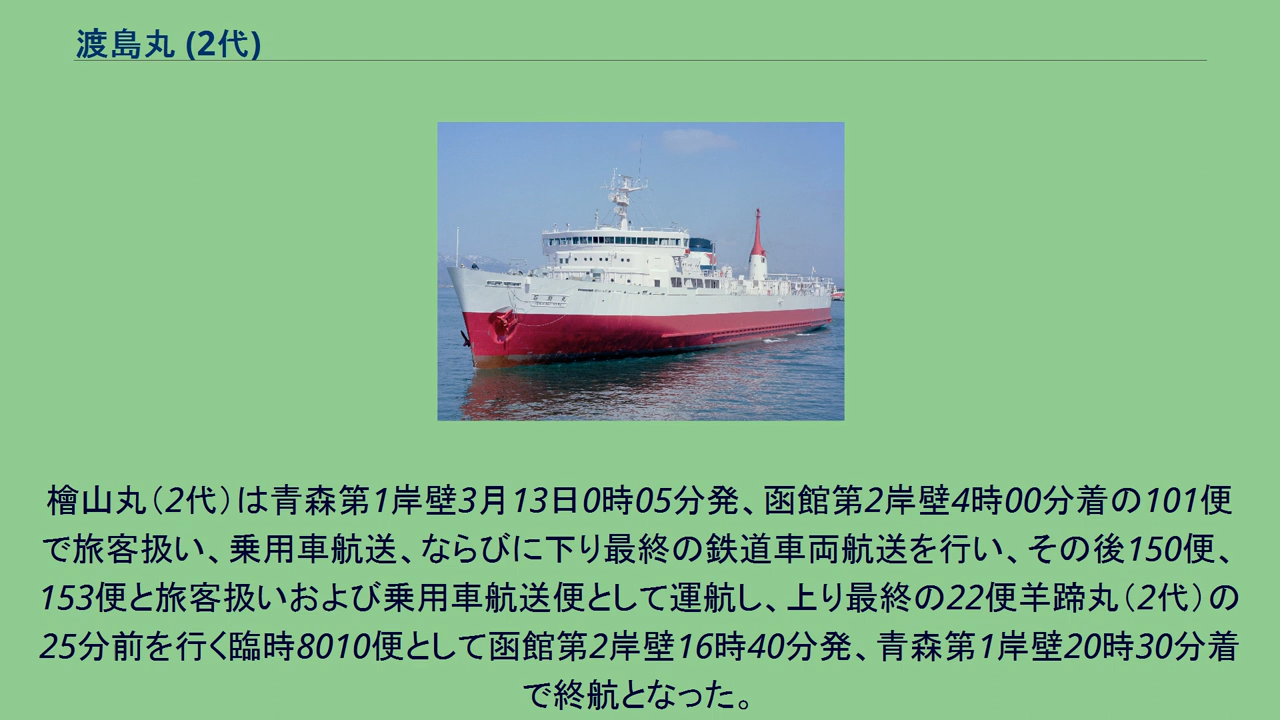 渡島丸 (2代)
檜山丸（2代）は青森第1岸壁3月13日0時05分発、函館第2岸壁4時00分着の101便
で旅客扱い、乗用車航送、ならびに下り最終の鉄道車両航送を行い、その後150便、
153便と旅客扱いおよび乗用車航送便として運航し、上り最終の22便羊蹄丸（2代）の
25分前を行く臨時8010便として函館第2岸壁16時40分発、青森第1岸壁20時30分着
で終航となった。